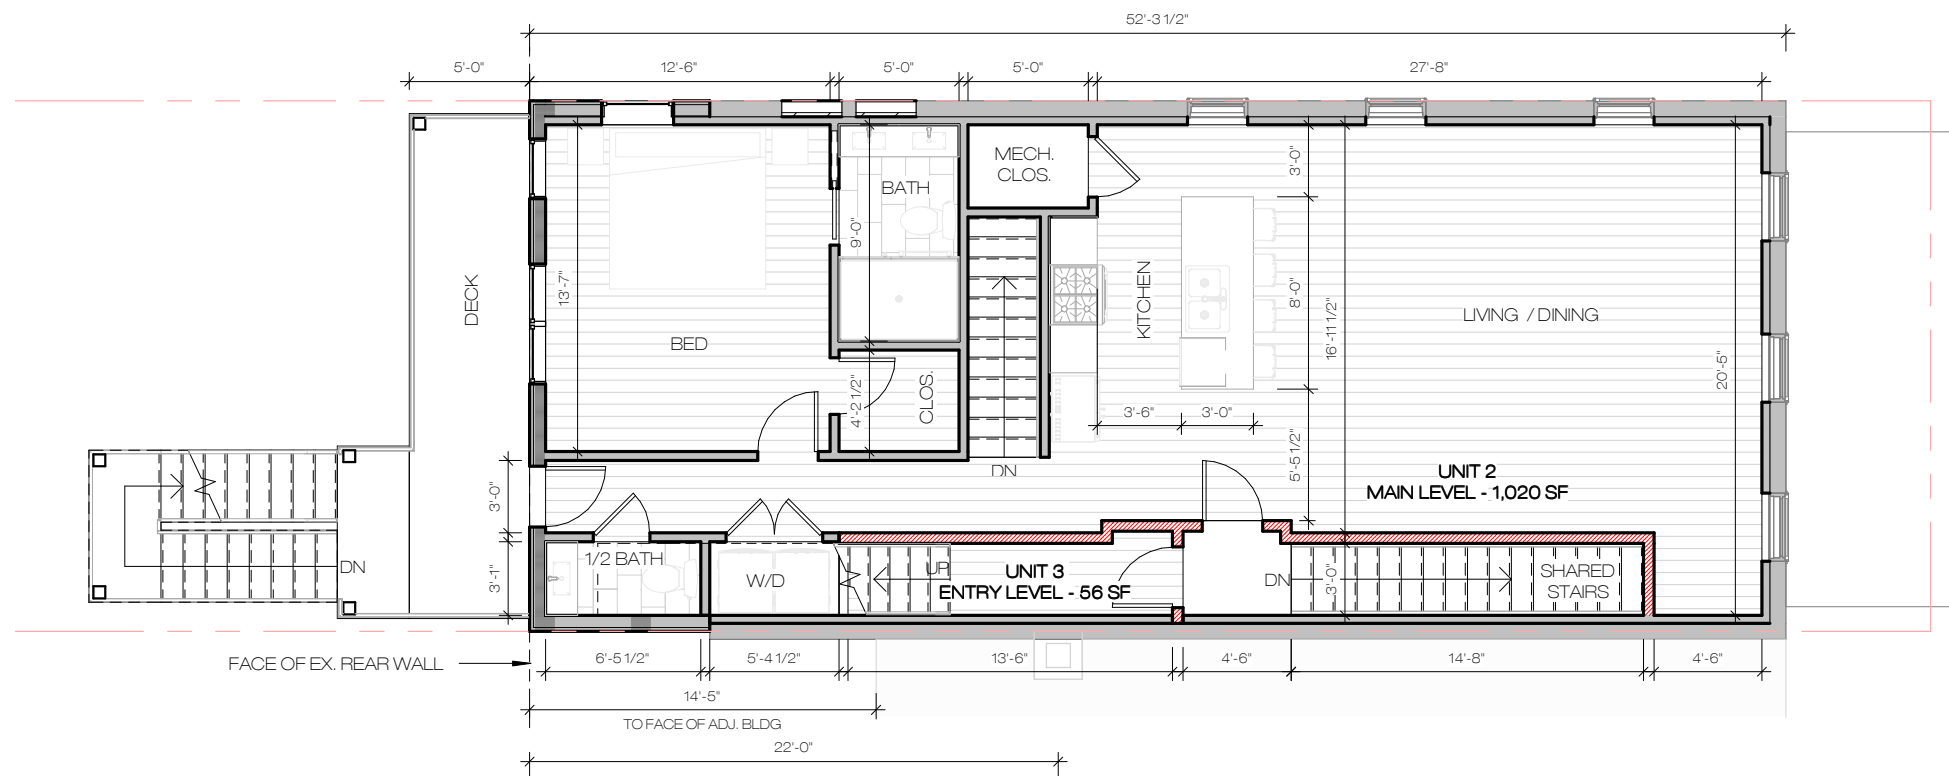 52'-3 1/2"
5'-0"
12'-6"
5'-0"
5'-0"
27'-8"
MECH.
CLOS.
BATH
3'-0"
9'-0"
DECK
13'-7"
KITCHEN
8'-0"
16'-11 1/2"
LIVING / DINING
BED
20'-5"
4'-2 1/2"
CLOS.
3'-6"
3'-0"
5'-5 1/2"
DN
UNIT 2
MAIN LEVEL - 1,020 SF
3'-0"
1/2 BATH
DN
3'-1"
W/D
UP
UNIT 3
ENTRY LEVEL - 56 SF
DN
3'-0"
SHARED
STAIRS
FACE OF EX. REAR WALL
6'-5 1/2"
5'-4 1/2"
13'-6"
4'-6"
14'-8"
4'-6"
14'-5"
TO FACE OF ADJ. BLDG
22'-0"